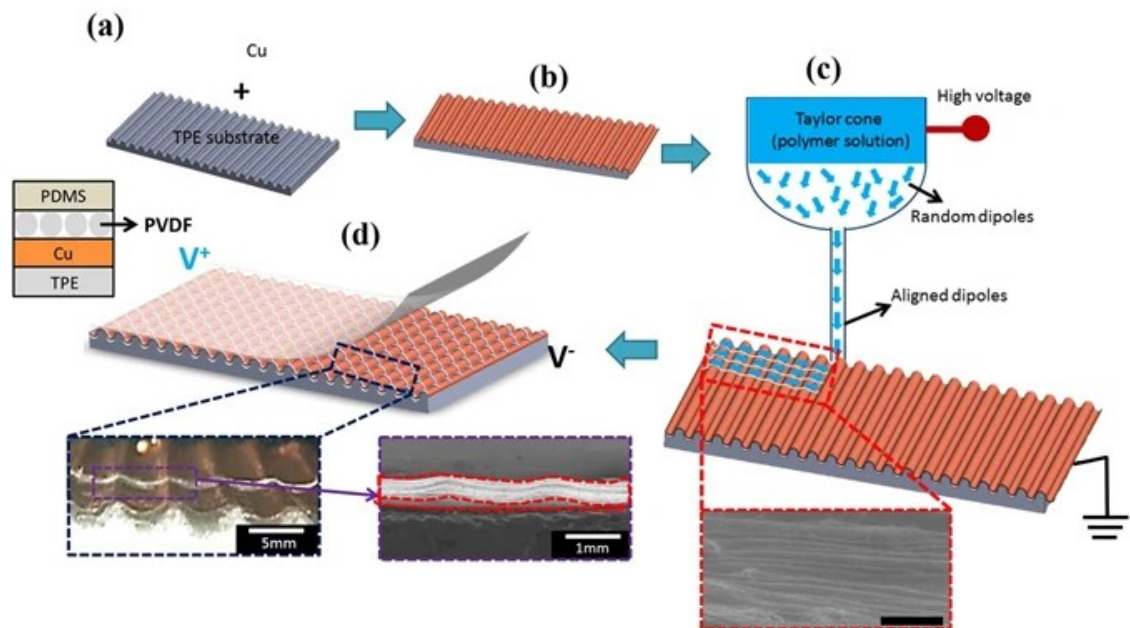 (a)
Cu
+
TPE substrate
(b)
(c)
High voltage
Taylor cone
(polymer solution)
Random dipoles
Aligned dipoles
PDMS
PVDF
Cu
TPE
(d)
V+
V-
5mm
1mm